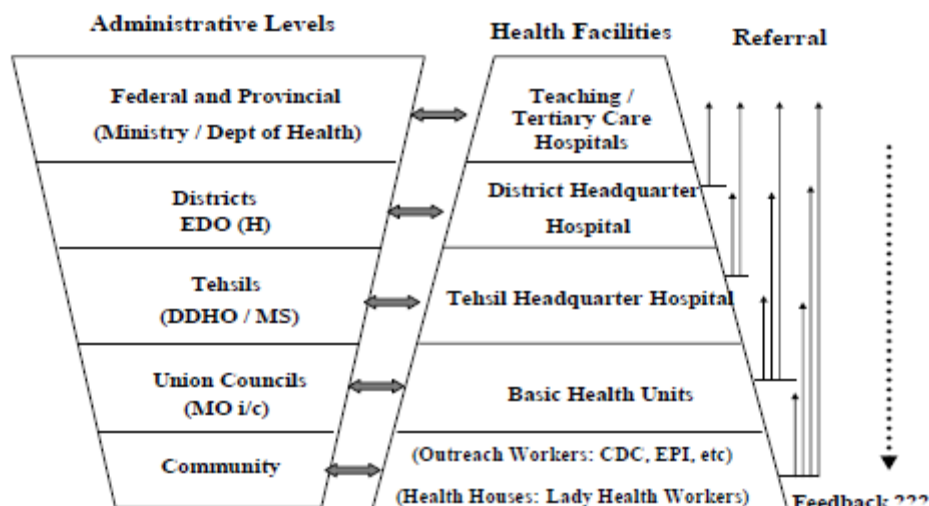 Administrative Levels
Health Facilities
Referral
Federal and Provincial
(Ministry / Dept of Health)
Teaching /
Tertiary Care
Hospitals
Districts
EDO (H)
District Headquarter
Hospital
Tehsils
(DDHO / MS)
Tehsil Headquarter Hospital
Union Councils
(MO i/c)
Basic Health Units
Community
(Outreach Workers: CDC, EPI, etc)
(Health Houses: Lady Health Workers)
Feedback ???